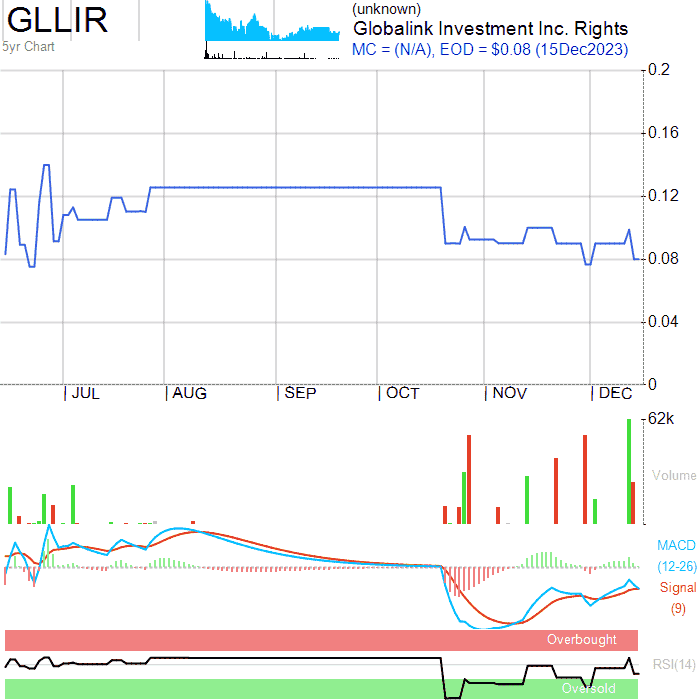 GLLIR
5yr Chart
(unknown)
Globalink Investment Inc. Rights
MC = (N/A), EOD = $0.08 (15Dec2023)
0.2
0.16
0.12
0.08
0.04
0
JUL AUG SEP OCT NOV DEC
62k
Volume
MACD
(12-26)
Signal
(9)
Overbought
RSI(14)
Oversold